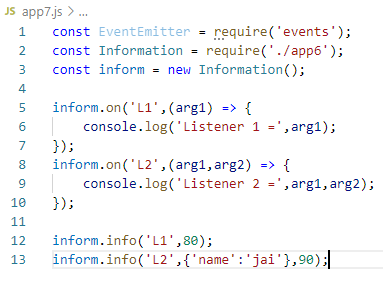 JS app7.js > ...
1 const EventEmitter = require('events');
2 const Information = require('./app6');
3 const inform = new Information();
4
5 inform.on('L1',(arg1) => {
6     console.log('Listener 1 =',arg1);
7 });
8 inform.on('L2',(arg1,arg2) => {
9     console.log('Listener 2 =',arg1,arg2);
10 });
11
12 inform.info('L1',80);
13 inform.info('L2',{'name':'jai'},90);